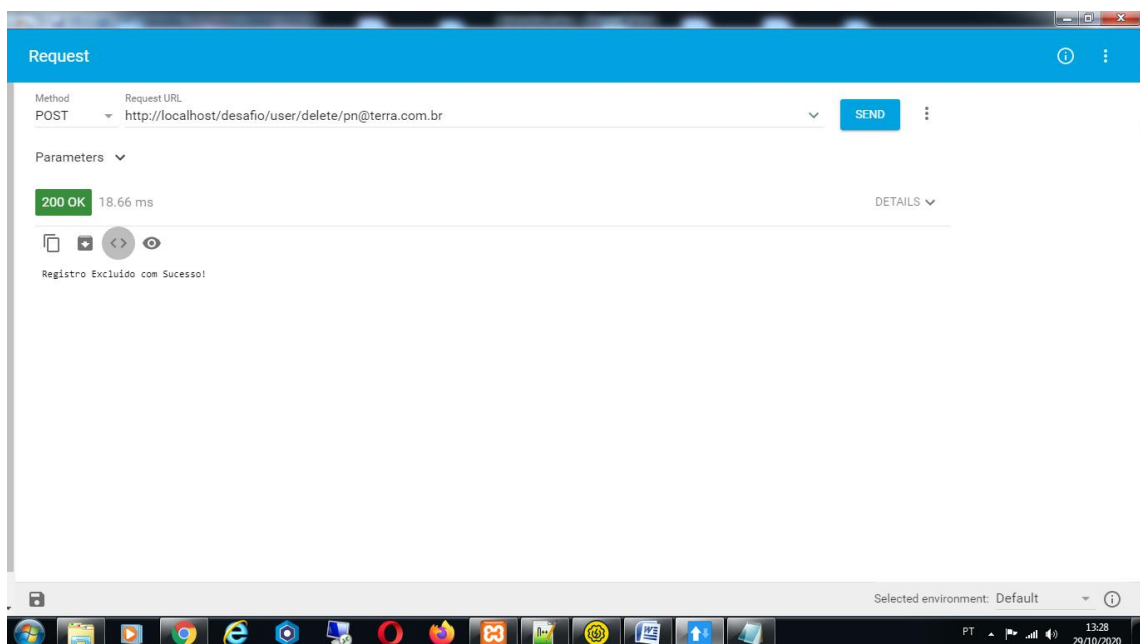 Request
Method
Request URL
POST
http://localhost/desafio/user/delete/pn@terra.com.br
SEND
Parameters
200 OK
18.66 ms
DETAILS
Registro Excluido com Sucesso!
Selected environment: Default
PT
13:28
29/10/2020